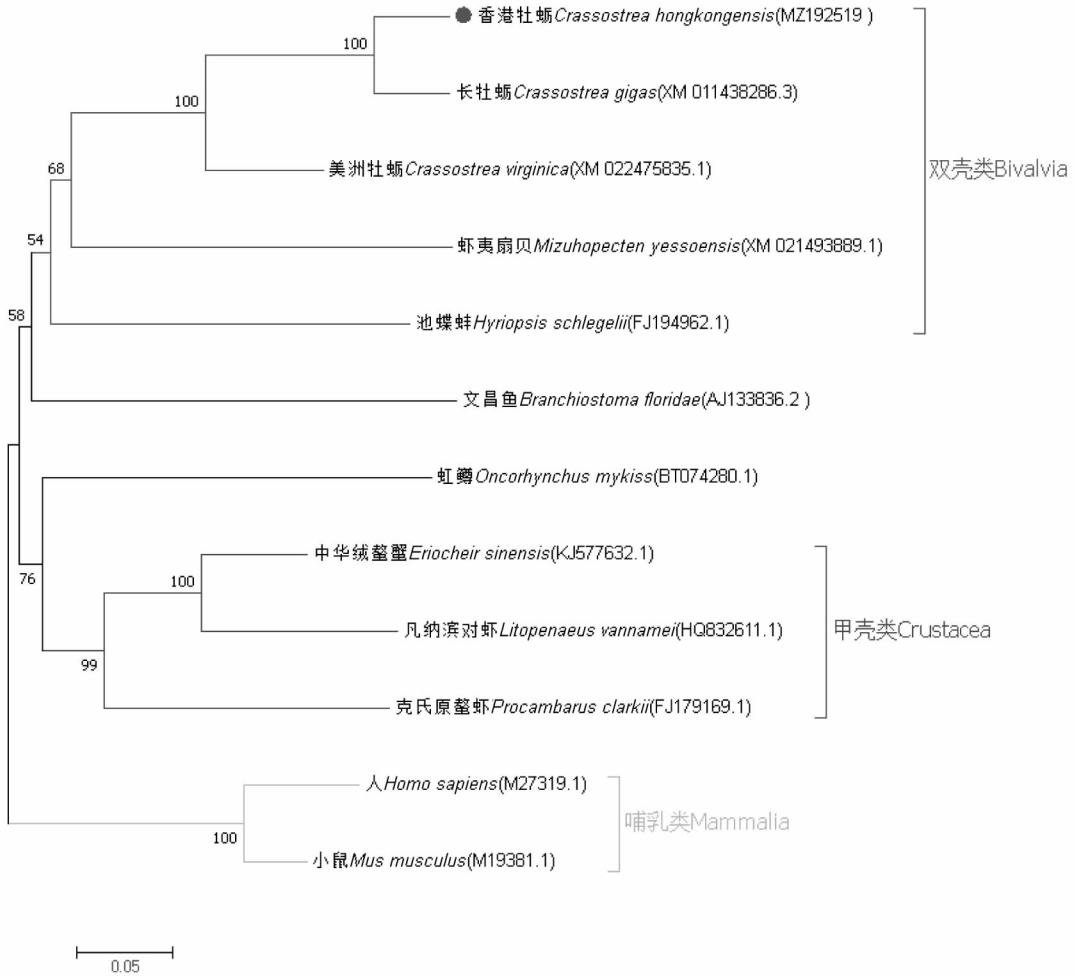 香港牡蛎Crassostrea hongkongensis(MZ192519 )
100
长牡蛎Crassostrea gigas(XM 011438286.3)
100
美洲牡蛎Crassostrea virginica(XM 022475835.1)
双壳类Bivalvia
68
虾夷扇贝Mizuhopecten yessoensis(XM 021493889.1)
54
58
池蝶蚌Hyriopsis schlegelii(FJ194962.1)
文昌鱼Branchiostoma floridae(AJ133836.2 )
虹鳟Oncorhynchus mykiss(BT074280.1)
中华绒螯蟹Eriocheir sinensis(KJ577632.1)
76
100
凡纳滨对虾Litopenaeus vannamei(HQ832611.1)
甲壳类Crustacea
99
克氏原螯虾Procambarus clarkii(FJ179169.1)
人Homo sapiens(M27319.1)
哺乳类Mammalia
100
小鼠Mus musculus(M19381.1)
0.05